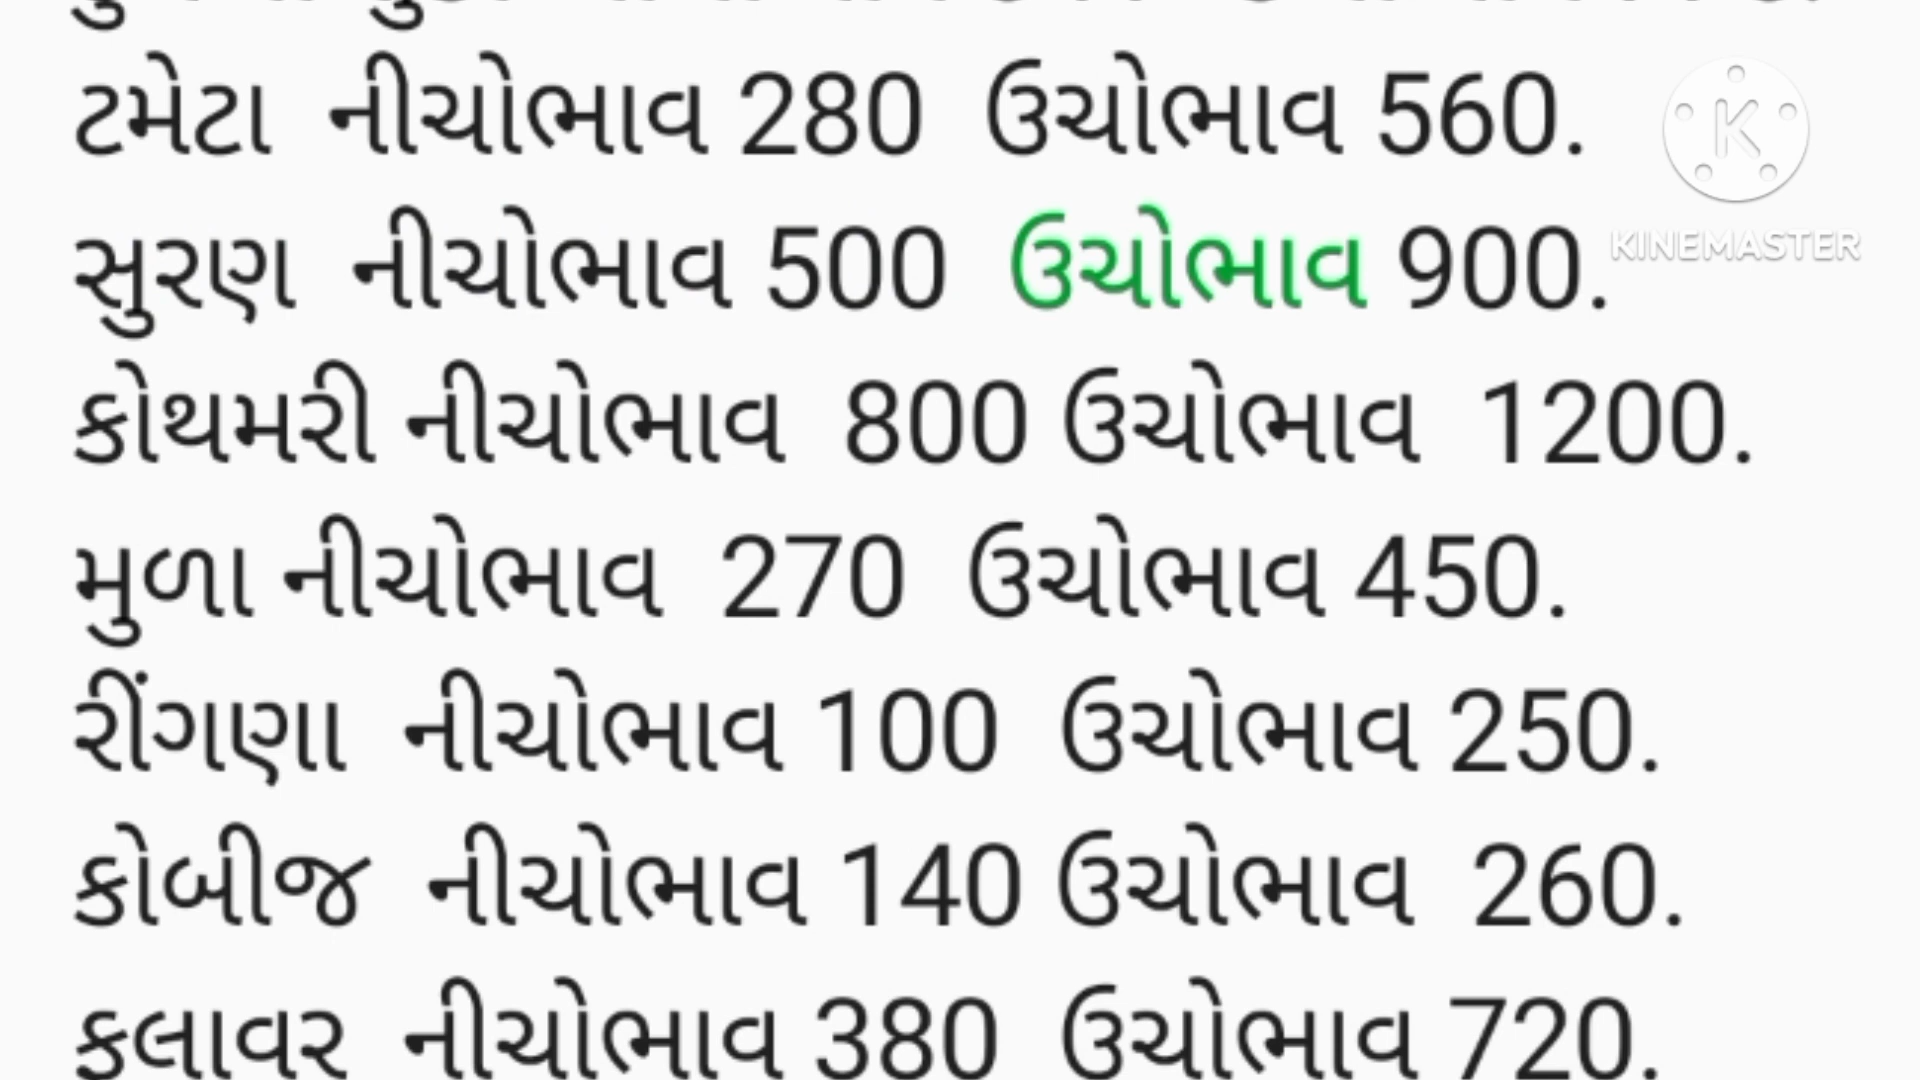 ટમેટા નીચોભાવ 280 ઉચોભાવ 560.
સુરણ નીચોભાવ 500 ઉચોભાવ 900.
કોથમરી નીચોભાવ 800 ઉચોભાવ 1200.
મુળા નીચોભાવ 270 ઉચોભાવ 450.
રીંગણા નીચોભાવ 100 ઉચોભાવ 250.
કોબીજ નીચોભાવ 140 ઉચોભાવ 260.
ફલાવર નીચોભાવ 380 ઉચોભાવ 720.
K
KINEMASTER